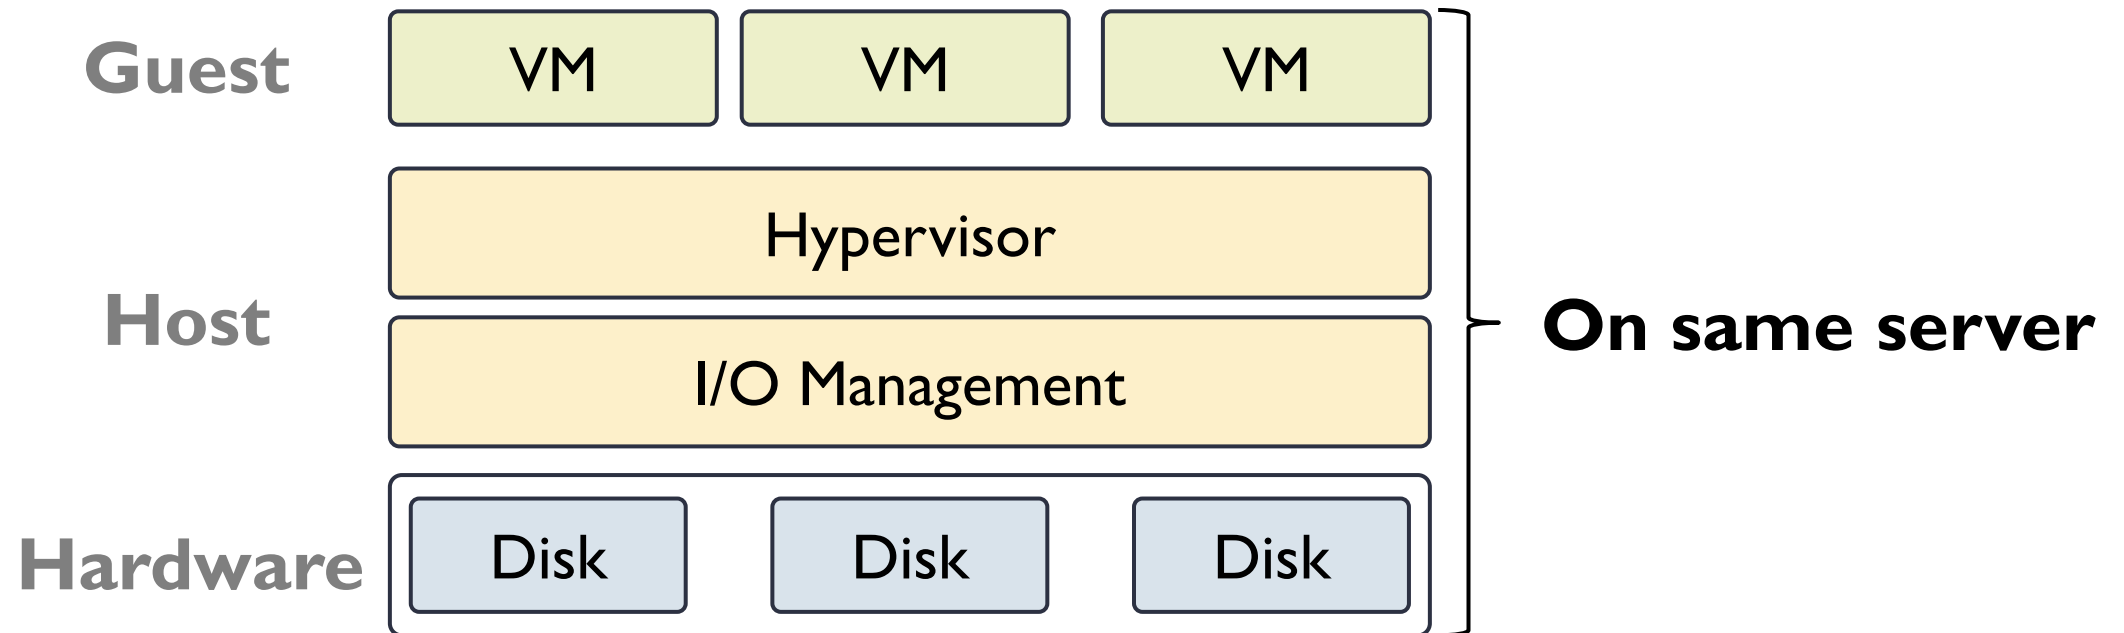 Guest
VM VM VM
Hypervisor
Host
On same server
I/O Management
Hardware
Disk Disk Disk